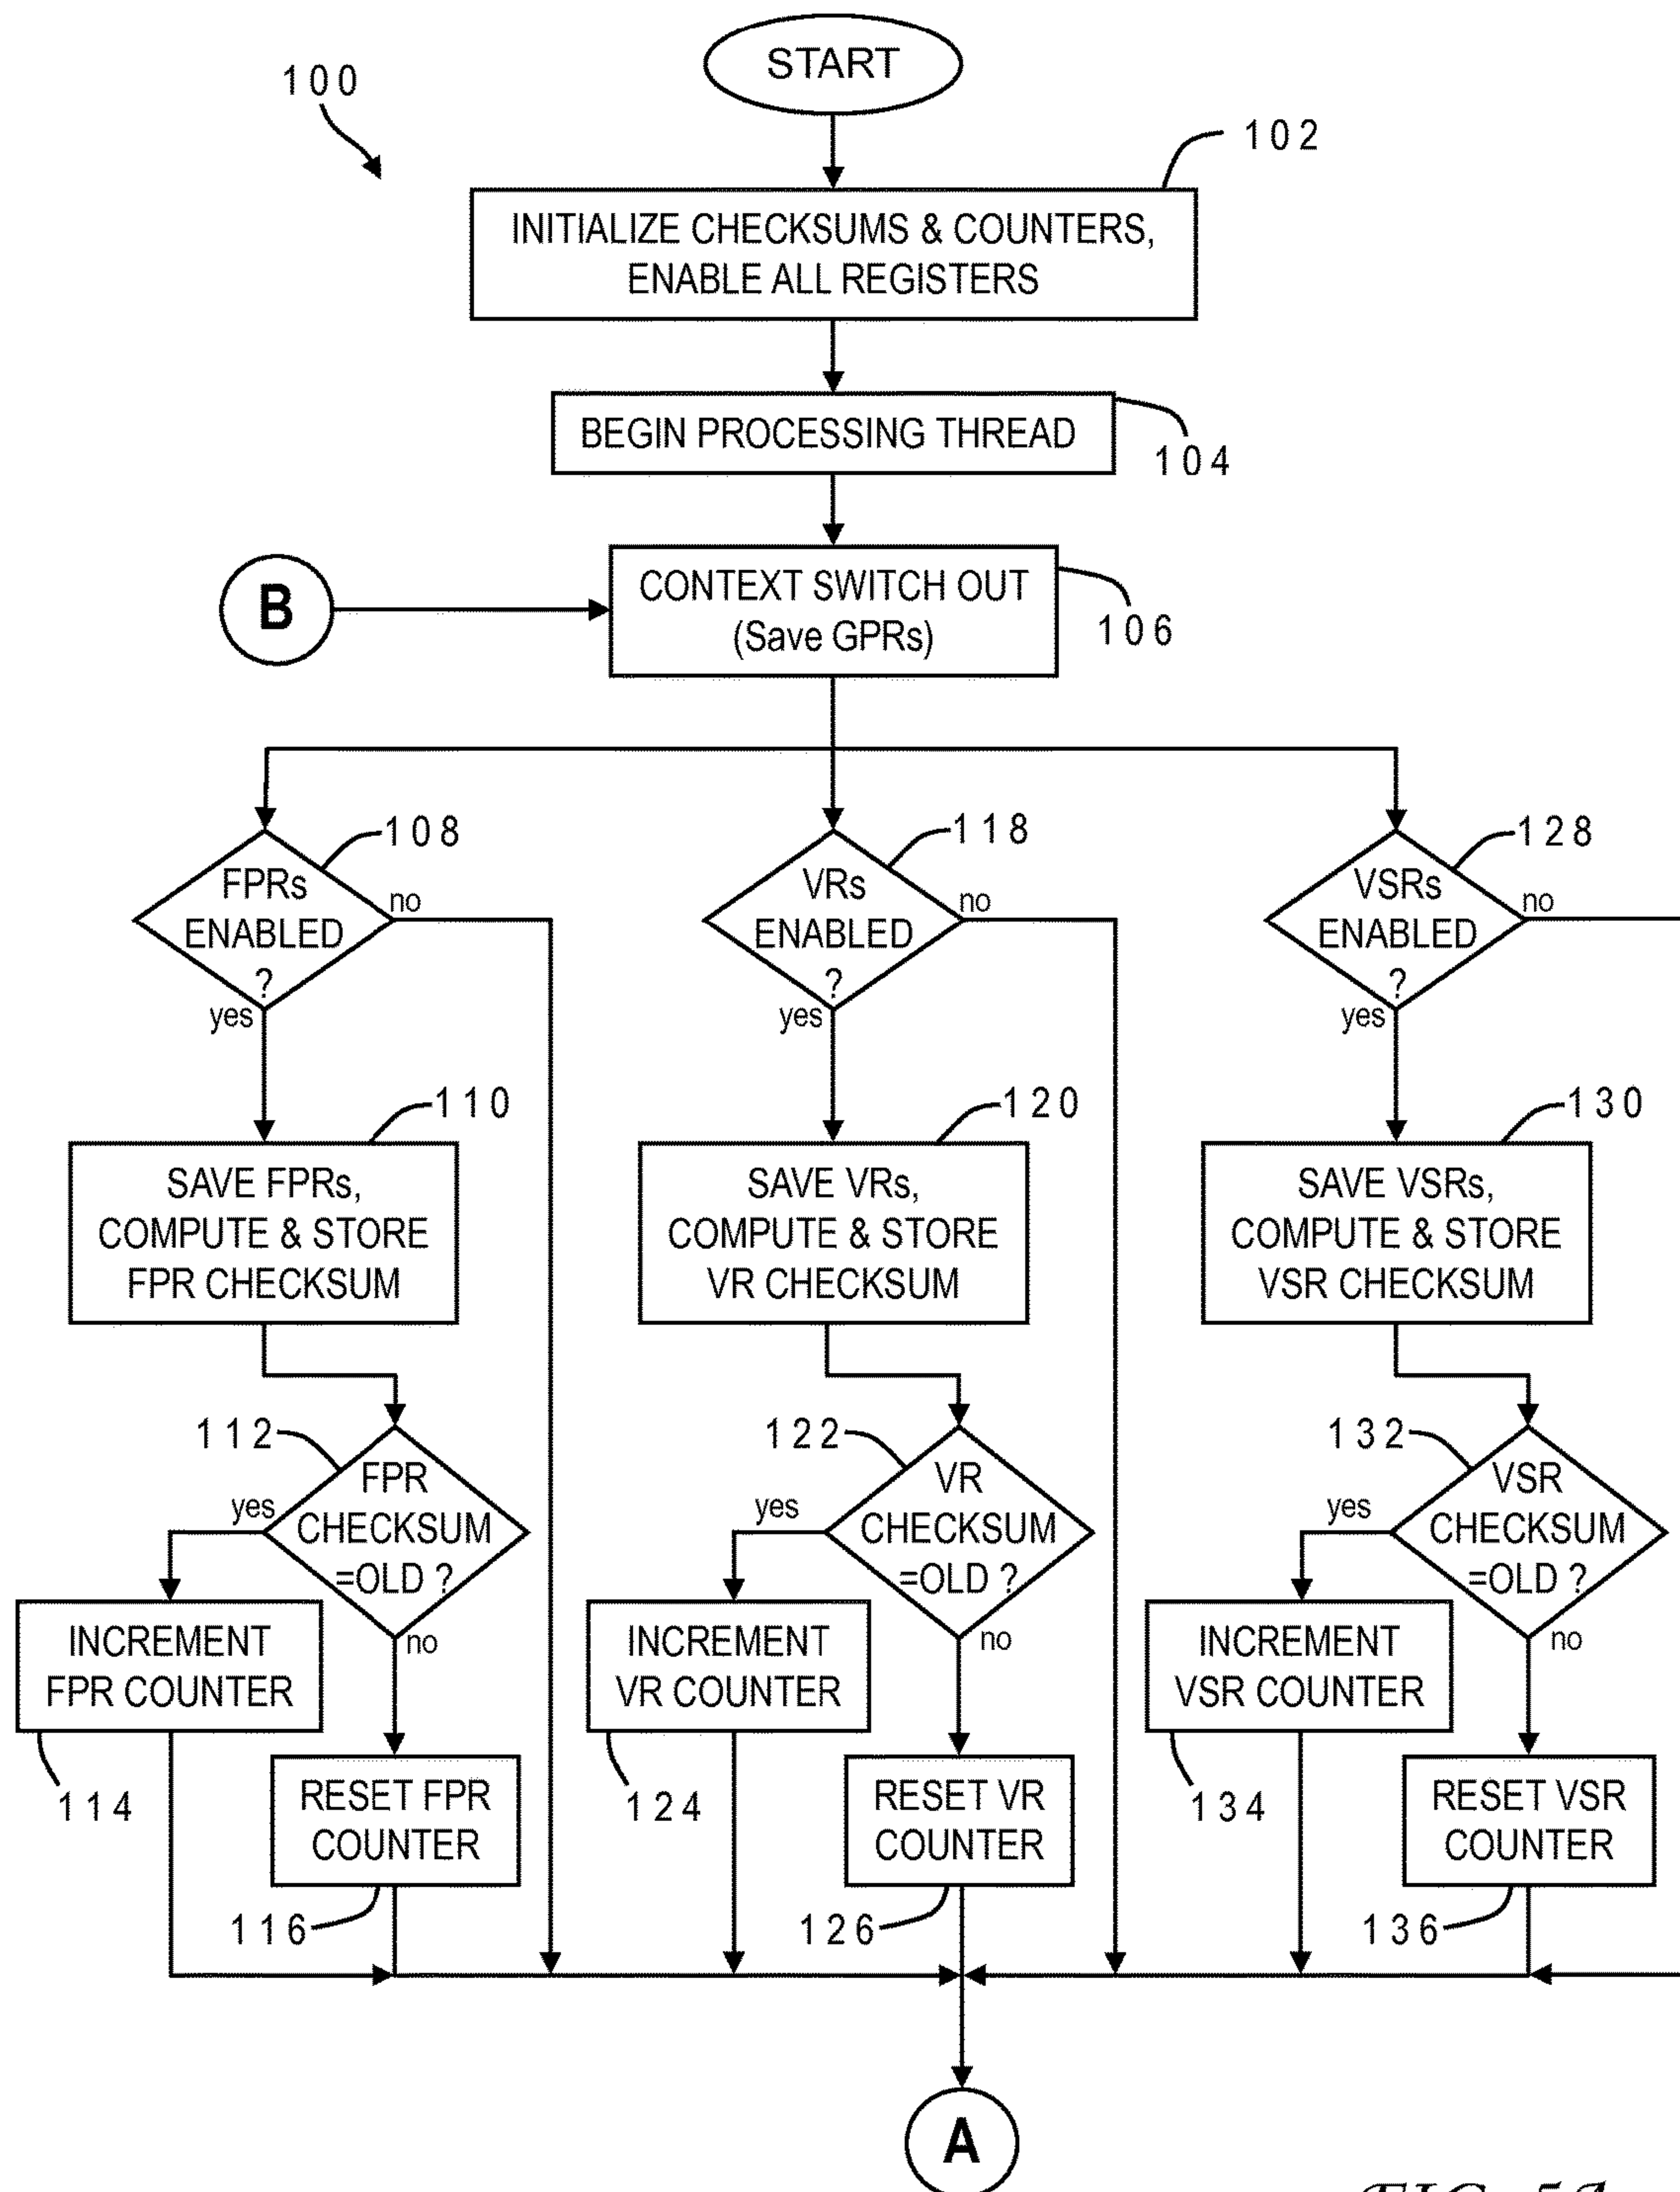 START
100
102
INITIALIZE CHECKSUMS & COUNTERS,
ENABLE ALL REGISTERS
BEGIN PROCESSING THREAD
104
B
CONTEXT SWITCH OUT
(Save GPRs)
106
108
FPRs
ENABLED
?
no
yes
118
VRs
ENABLED
?
no
yes
128
VSRs
ENABLED
?
no
yes
110
SAVE FPRs,
COMPUTE & STORE
FPR CHECKSUM
120
SAVE VRs,
COMPUTE & STORE
VR CHECKSUM
130
SAVE VSRs,
COMPUTE & STORE
VSR CHECKSUM
112
FPR
CHECKSUM
=OLD ?
yes
no
122
VR
CHECKSUM
=OLD ?
yes
no
132
VSR
CHECKSUM
=OLD ?
yes
no
INCREMENT
FPR COUNTER
114
RESET FPR
COUNTER
116
INCREMENT
VR COUNTER
124
RESET VR
COUNTER
126
INCREMENT
VSR COUNTER
134
RESET VSR
COUNTER
136
A